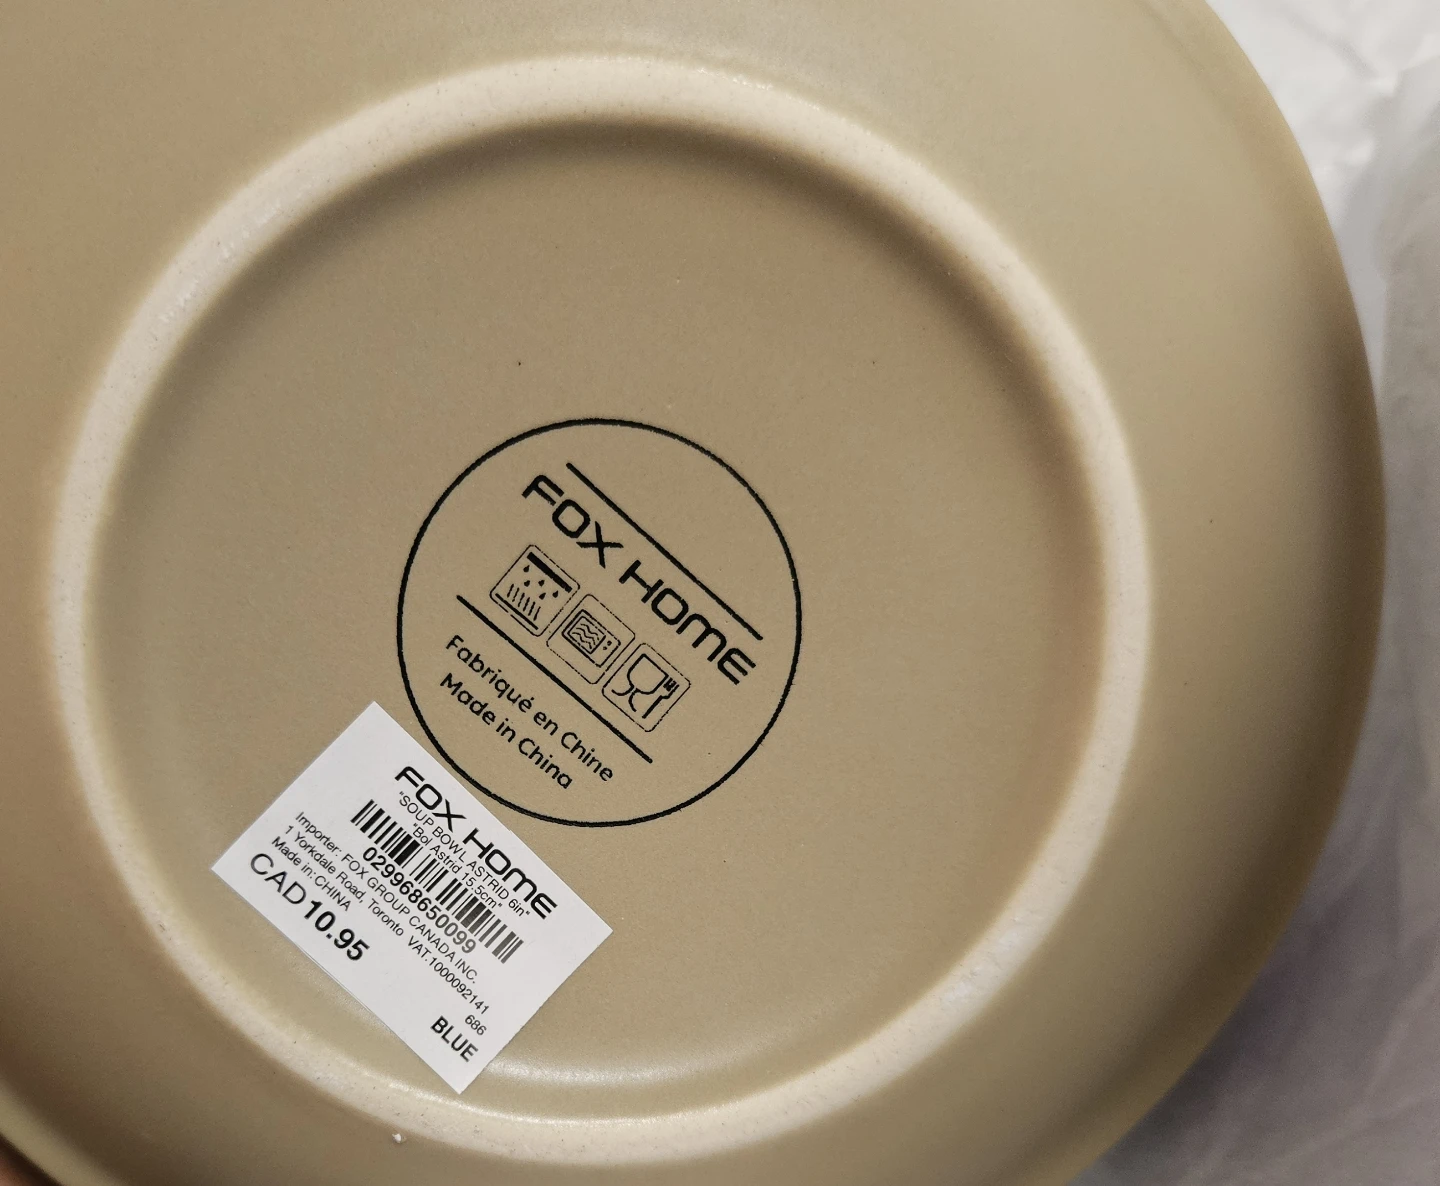 FOX HOME
Fabriqué en Chine
Made in China
FOX HOME
"SOUP BOWL ASTRID 6in"
"Bol Astrid 15,5cm"
029968650099
Importer: FOX GROUP CANADA INC.
1 Yorkdale Road, Toronto VAT.1000092141
Made in: CHINA
686
CAD10.95
BLUE